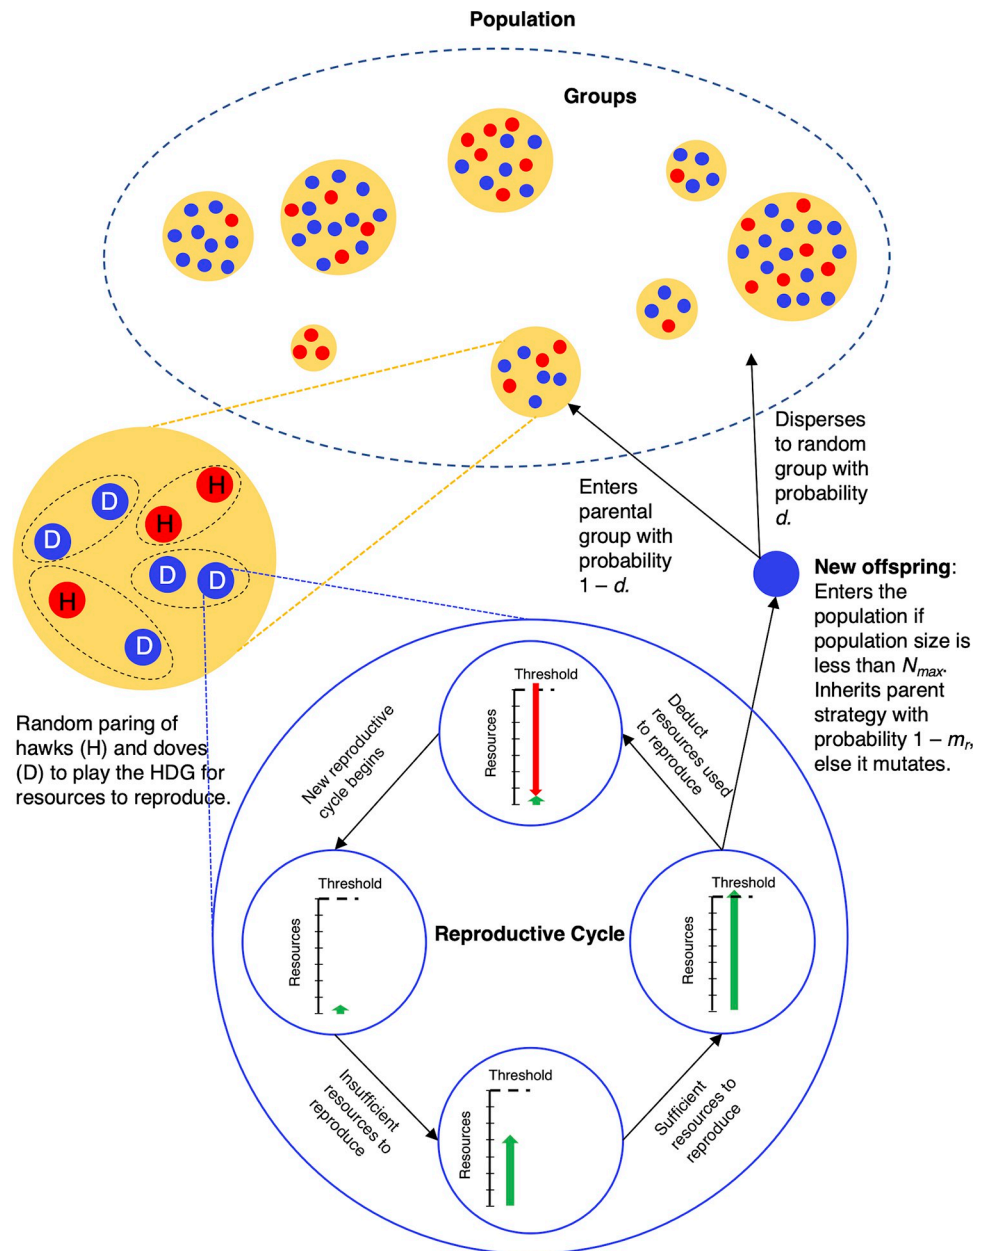 Population
Groups
Disperses
to random
group with
probability
d.
Enters
parental
group with
probability
1 – d.
New offspring:
Enters the
population if
population size is
less than Nmax.
Inherits parent
strategy with
probability 1 – mr,
else it mutates.
D
D
H
H
D
D
H
D
Random paring of
hawks (H) and doves
(D) to play the HDG for
resources to reproduce.
Threshold
Resources
New reproductive
cycle begins
Deduct
resources used
to reproduce
Threshold
Resources
Reproductive Cycle
Threshold
Resources
Insufficient
resources to
reproduce
Threshold
Resources
Sufficient
resources to
reproduce